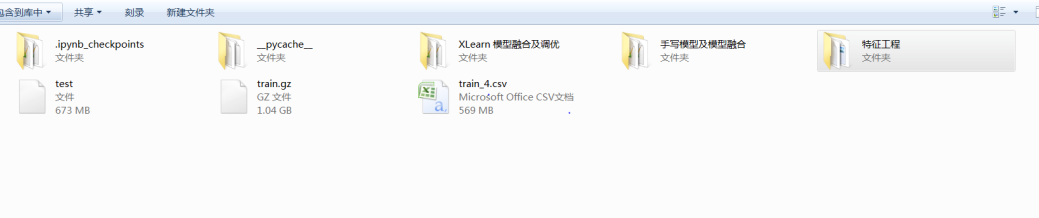 包含到库中
共享
刻录
新建文件夹
.ipynb_checkpoints
文件夹
__pycache__
文件夹
XLearn 模型融合及调优
文件夹
手写模型及模型融合
文件夹
特征工程
文件夹
test
文件
673 MB
train.gz
GZ 文件
1.04 GB
train_4.csv
Microsoft Office CSV文档
569 MB